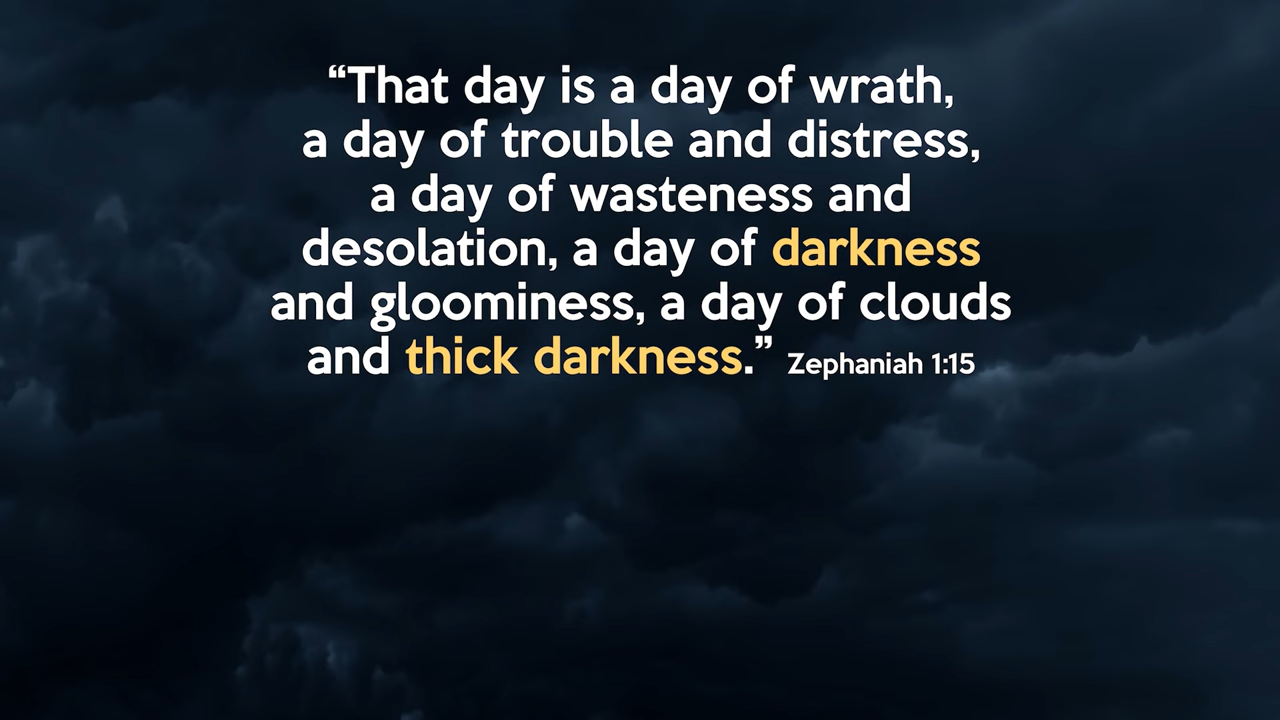 “That day is a day of wrath,
a day of trouble and distress,
a day of wasteness and
desolation, a day of darkness
and gloominess, a day of clouds
and thick darkness.” Zephaniah 1:15